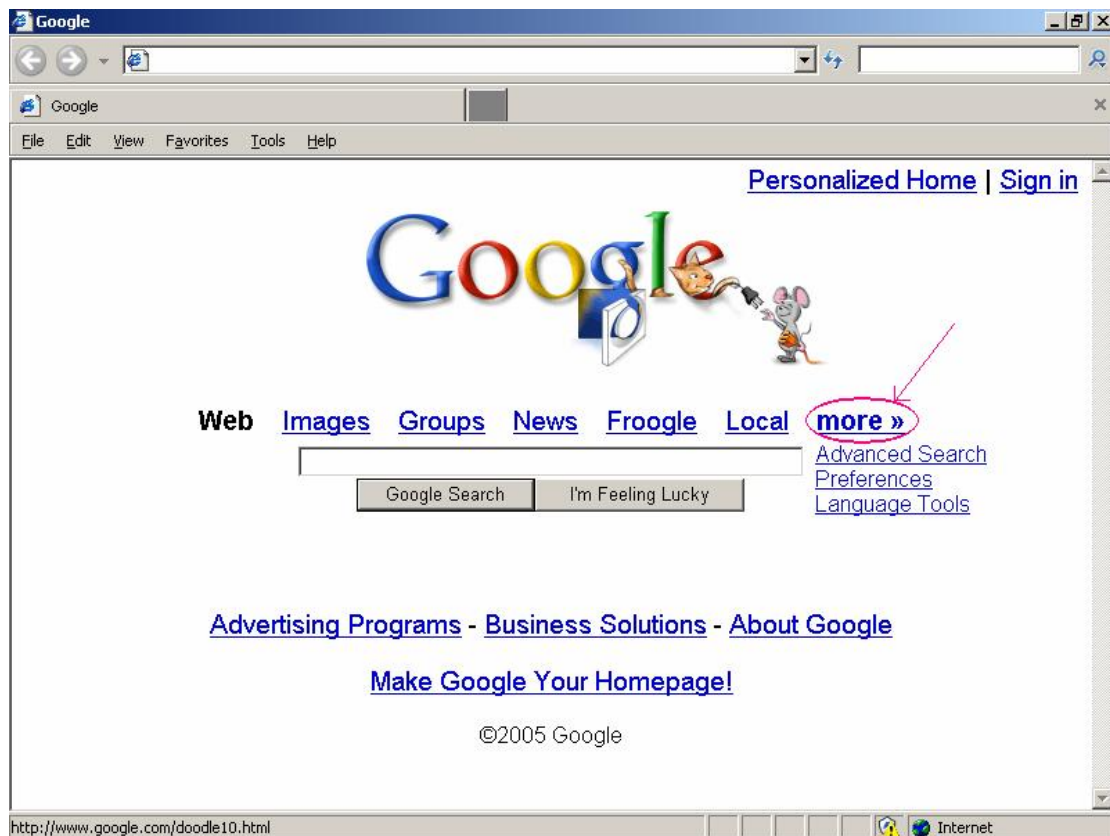 Google
Google
File Edit View Favorites Tools Help
Personalized Home | Sign in
Google
Web Images Groups News Froogle Local more »
Advanced Search
Preferences
Language Tools
Google Search I'm Feeling Lucky
Advertising Programs - Business Solutions - About Google
Make Google Your Homepage!
©2005 Google
http://www.google.com/doodle10.html Internet